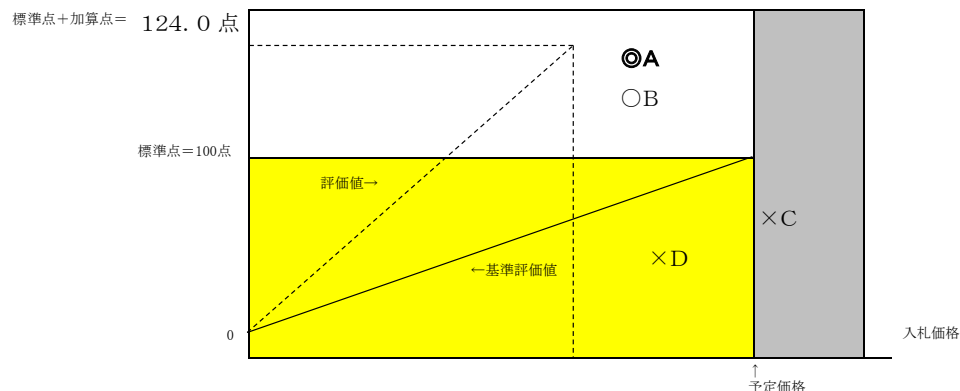 標準点＋加算点＝ 124.0 点
◎A
○B
標準点＝100点
評価値→
×C
×D
←基準評価値
0
入札価格
↑
予定価格